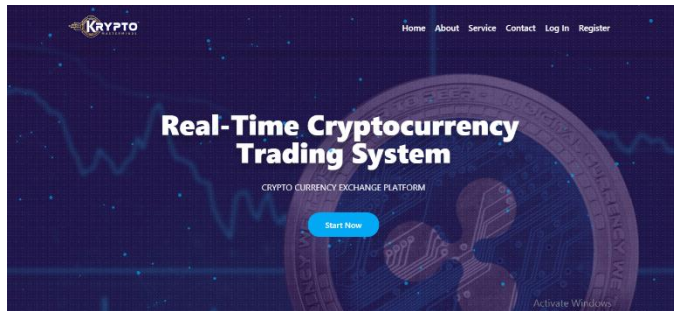 KRYPTO
MASTERMINDS
Home About Service Contact Log In Register
Real-Time Cryptocurrency
Trading System
CRYPTO CURRENCY EXCHANGE PLATFORM
Start Now
Activate Windows